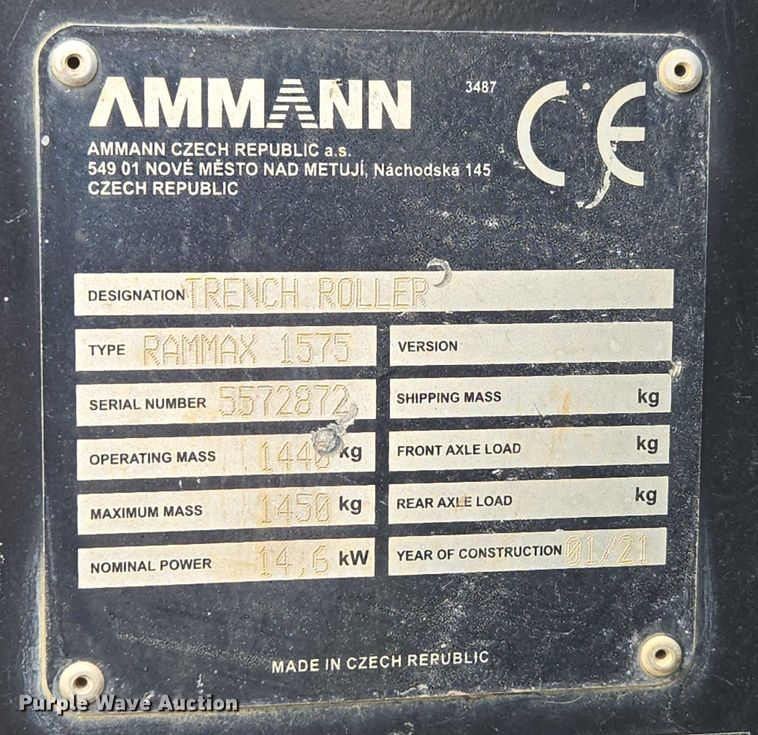 AMMANN
3487
CE
AMMANN CZECH REPUBLIC a.s.
549 01 NOVÉ MĚSTO NAD METUJÍ, Náchodská 145
CZECH REPUBLIC
DESIGNATION TRENCH ROLLER
TYPE RAMMAX 1575
VERSION
SERIAL NUMBER 5572872
SHIPPING MASS kg
OPERATING MASS 1440 kg
FRONT AXLE LOAD kg
MAXIMUM MASS 1450 kg
REAR AXLE LOAD kg
NOMINAL POWER 14,6 kW
YEAR OF CONSTRUCTION 01/21
MADE IN CZECH REPUBLIC
Purple Wave Auction